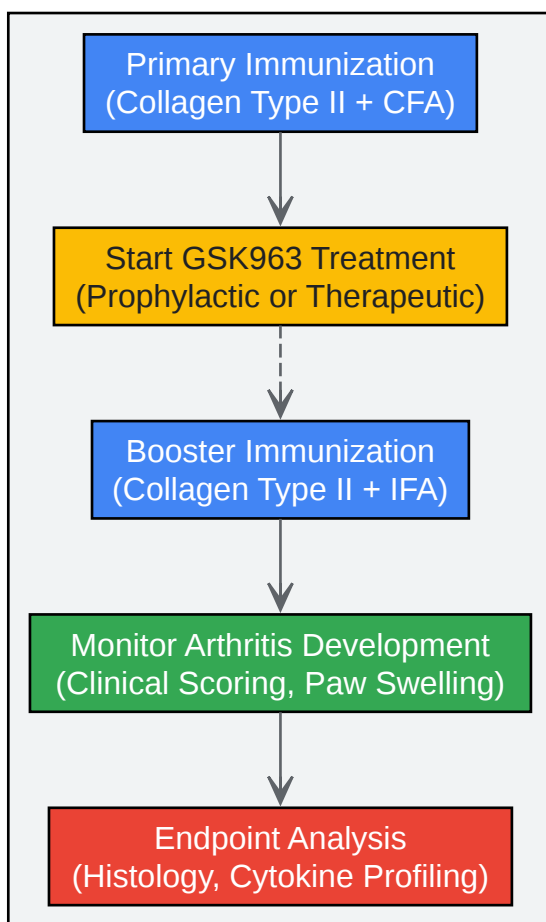 Primary Immunization
(Collagen Type II + CFA)
Start GSK963 Treatment
(Prophylactic or Therapeutic)
Booster Immunization
(Collagen Type II + IFA)
Monitor Arthritis Development
(Clinical Scoring, Paw Swelling)
Endpoint Analysis
(Histology, Cytokine Profiling)